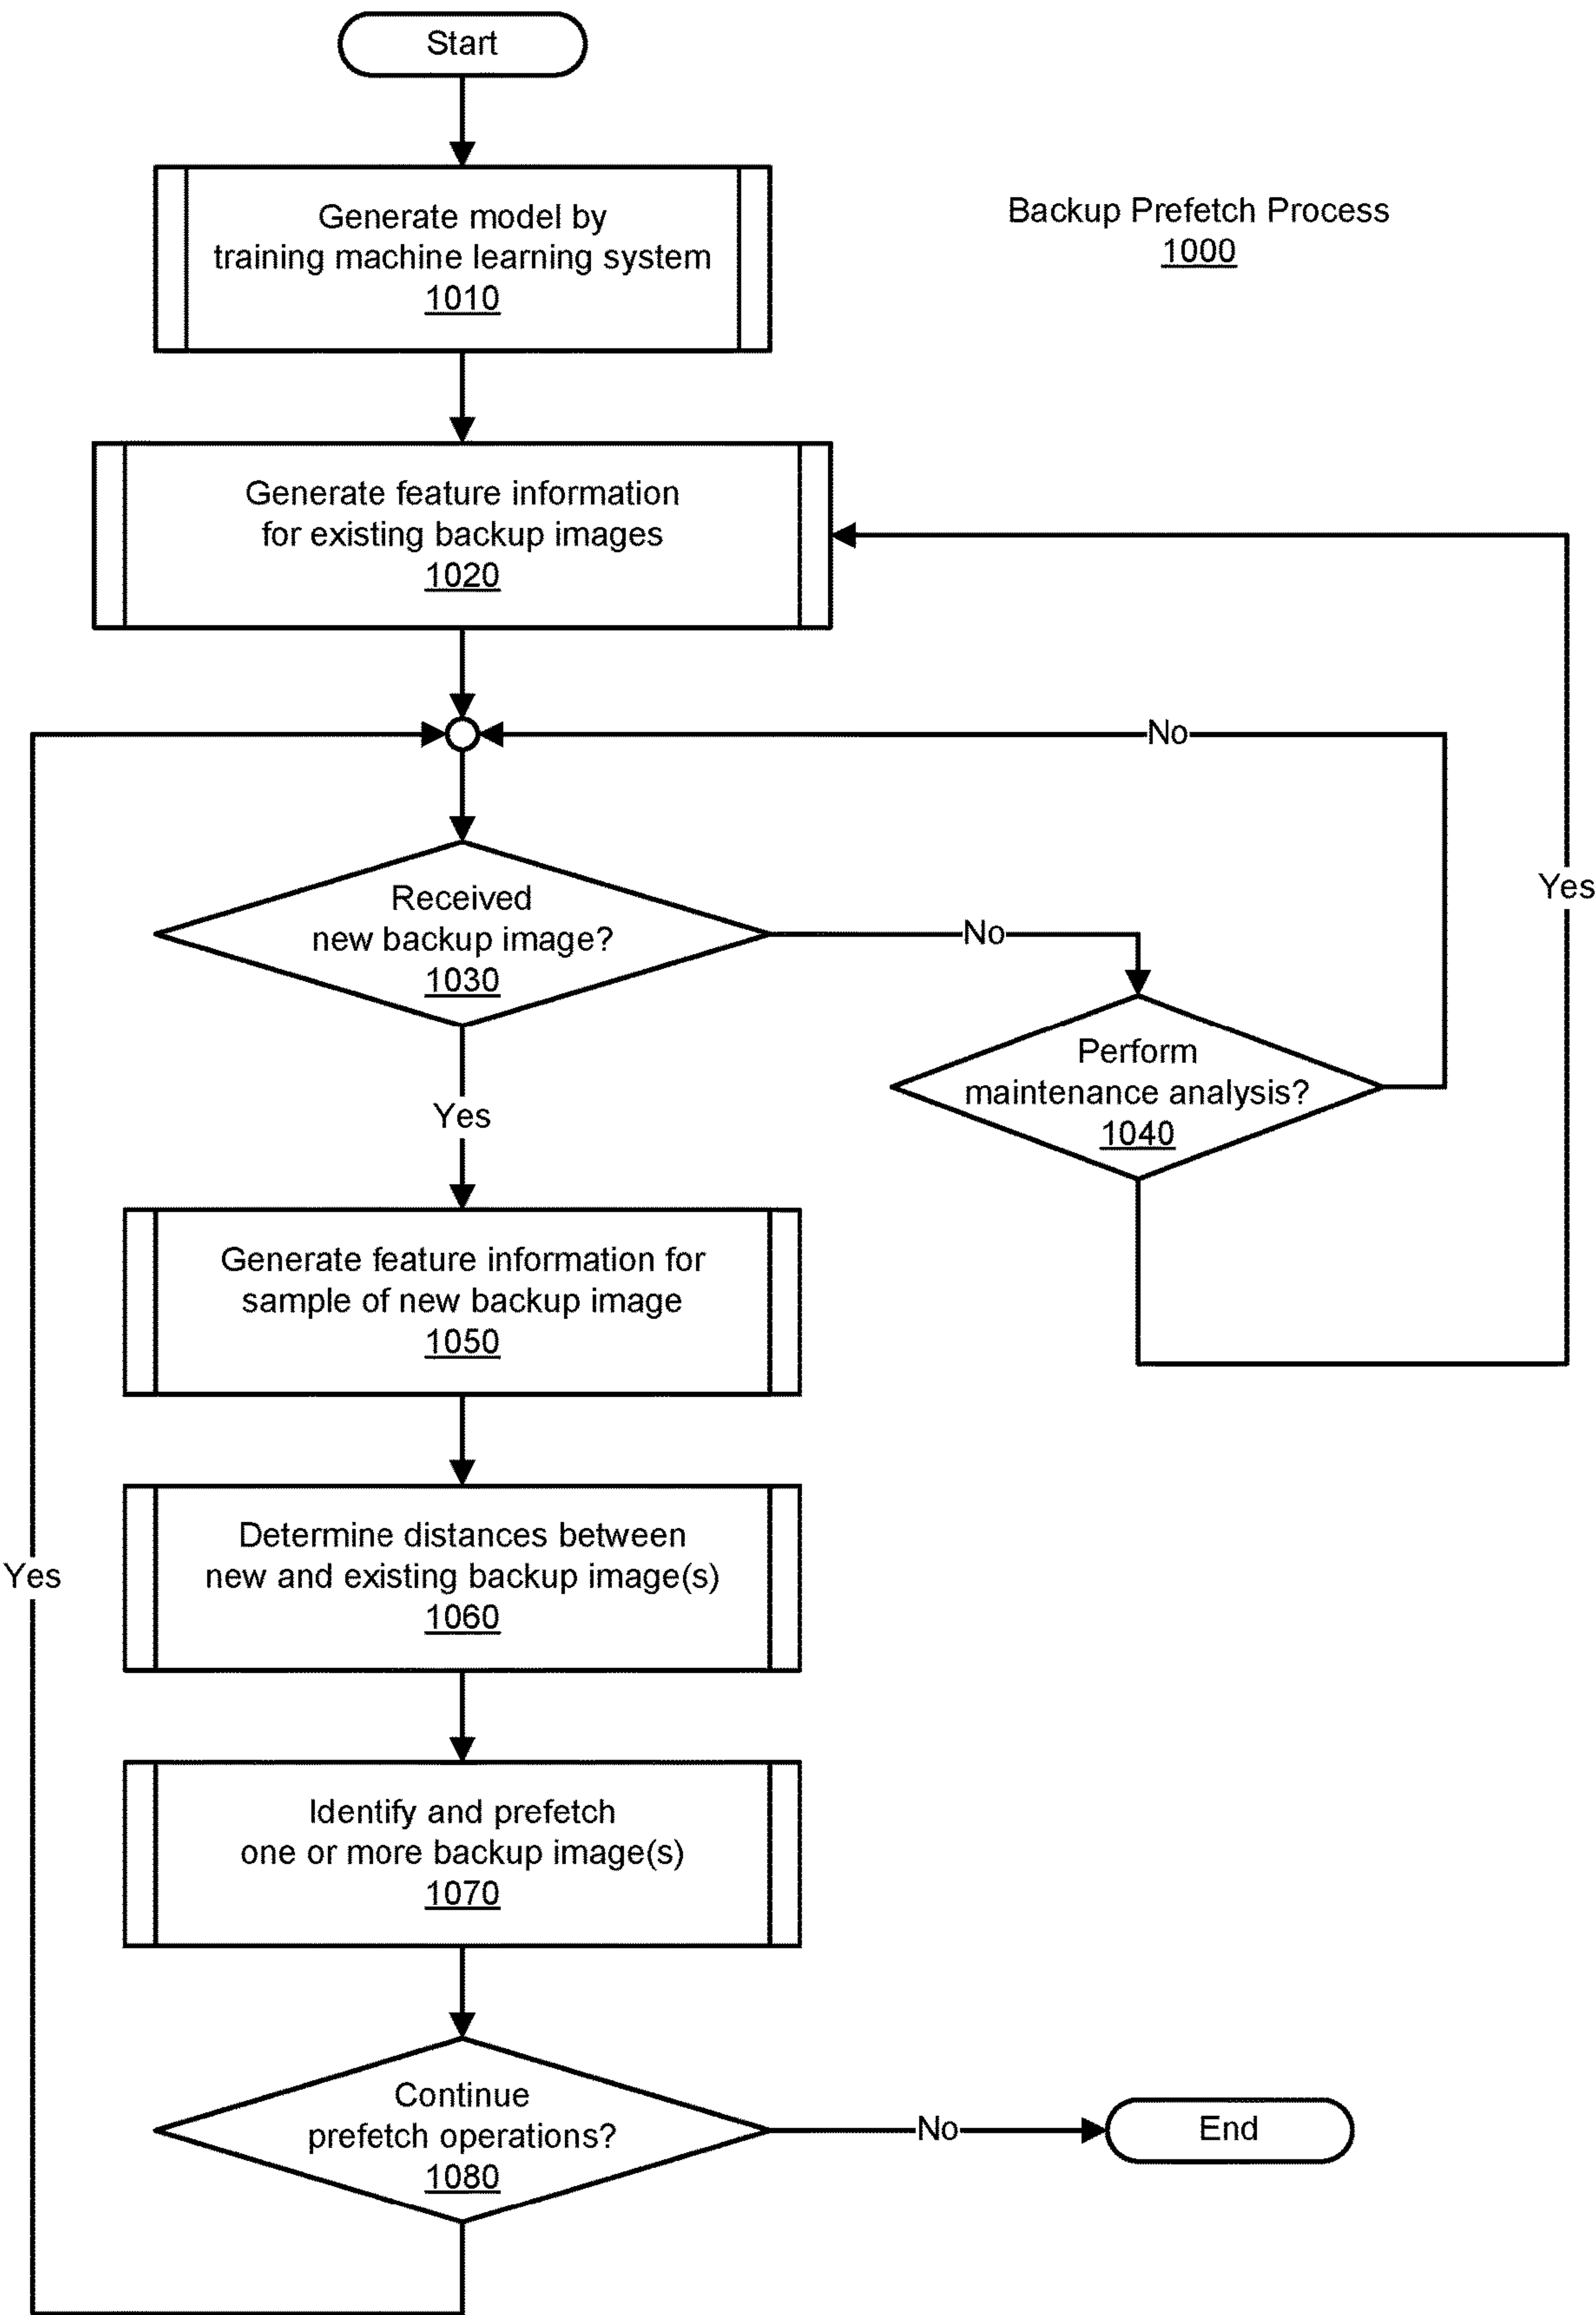 Start
Generate model by
training machine learning system
1010
Backup Prefetch Process
1000
Generate feature information
for existing backup images
1020
No
Received
new backup image?
1030
No
Yes
Perform
maintenance analysis?
1040
Yes
Generate feature information for
sample of new backup image
1050
Determine distances between
new and existing backup image(s)
1060
Yes
Identify and prefetch
one or more backup image(s)
1070
Continue
prefetch operations?
1080
No
End